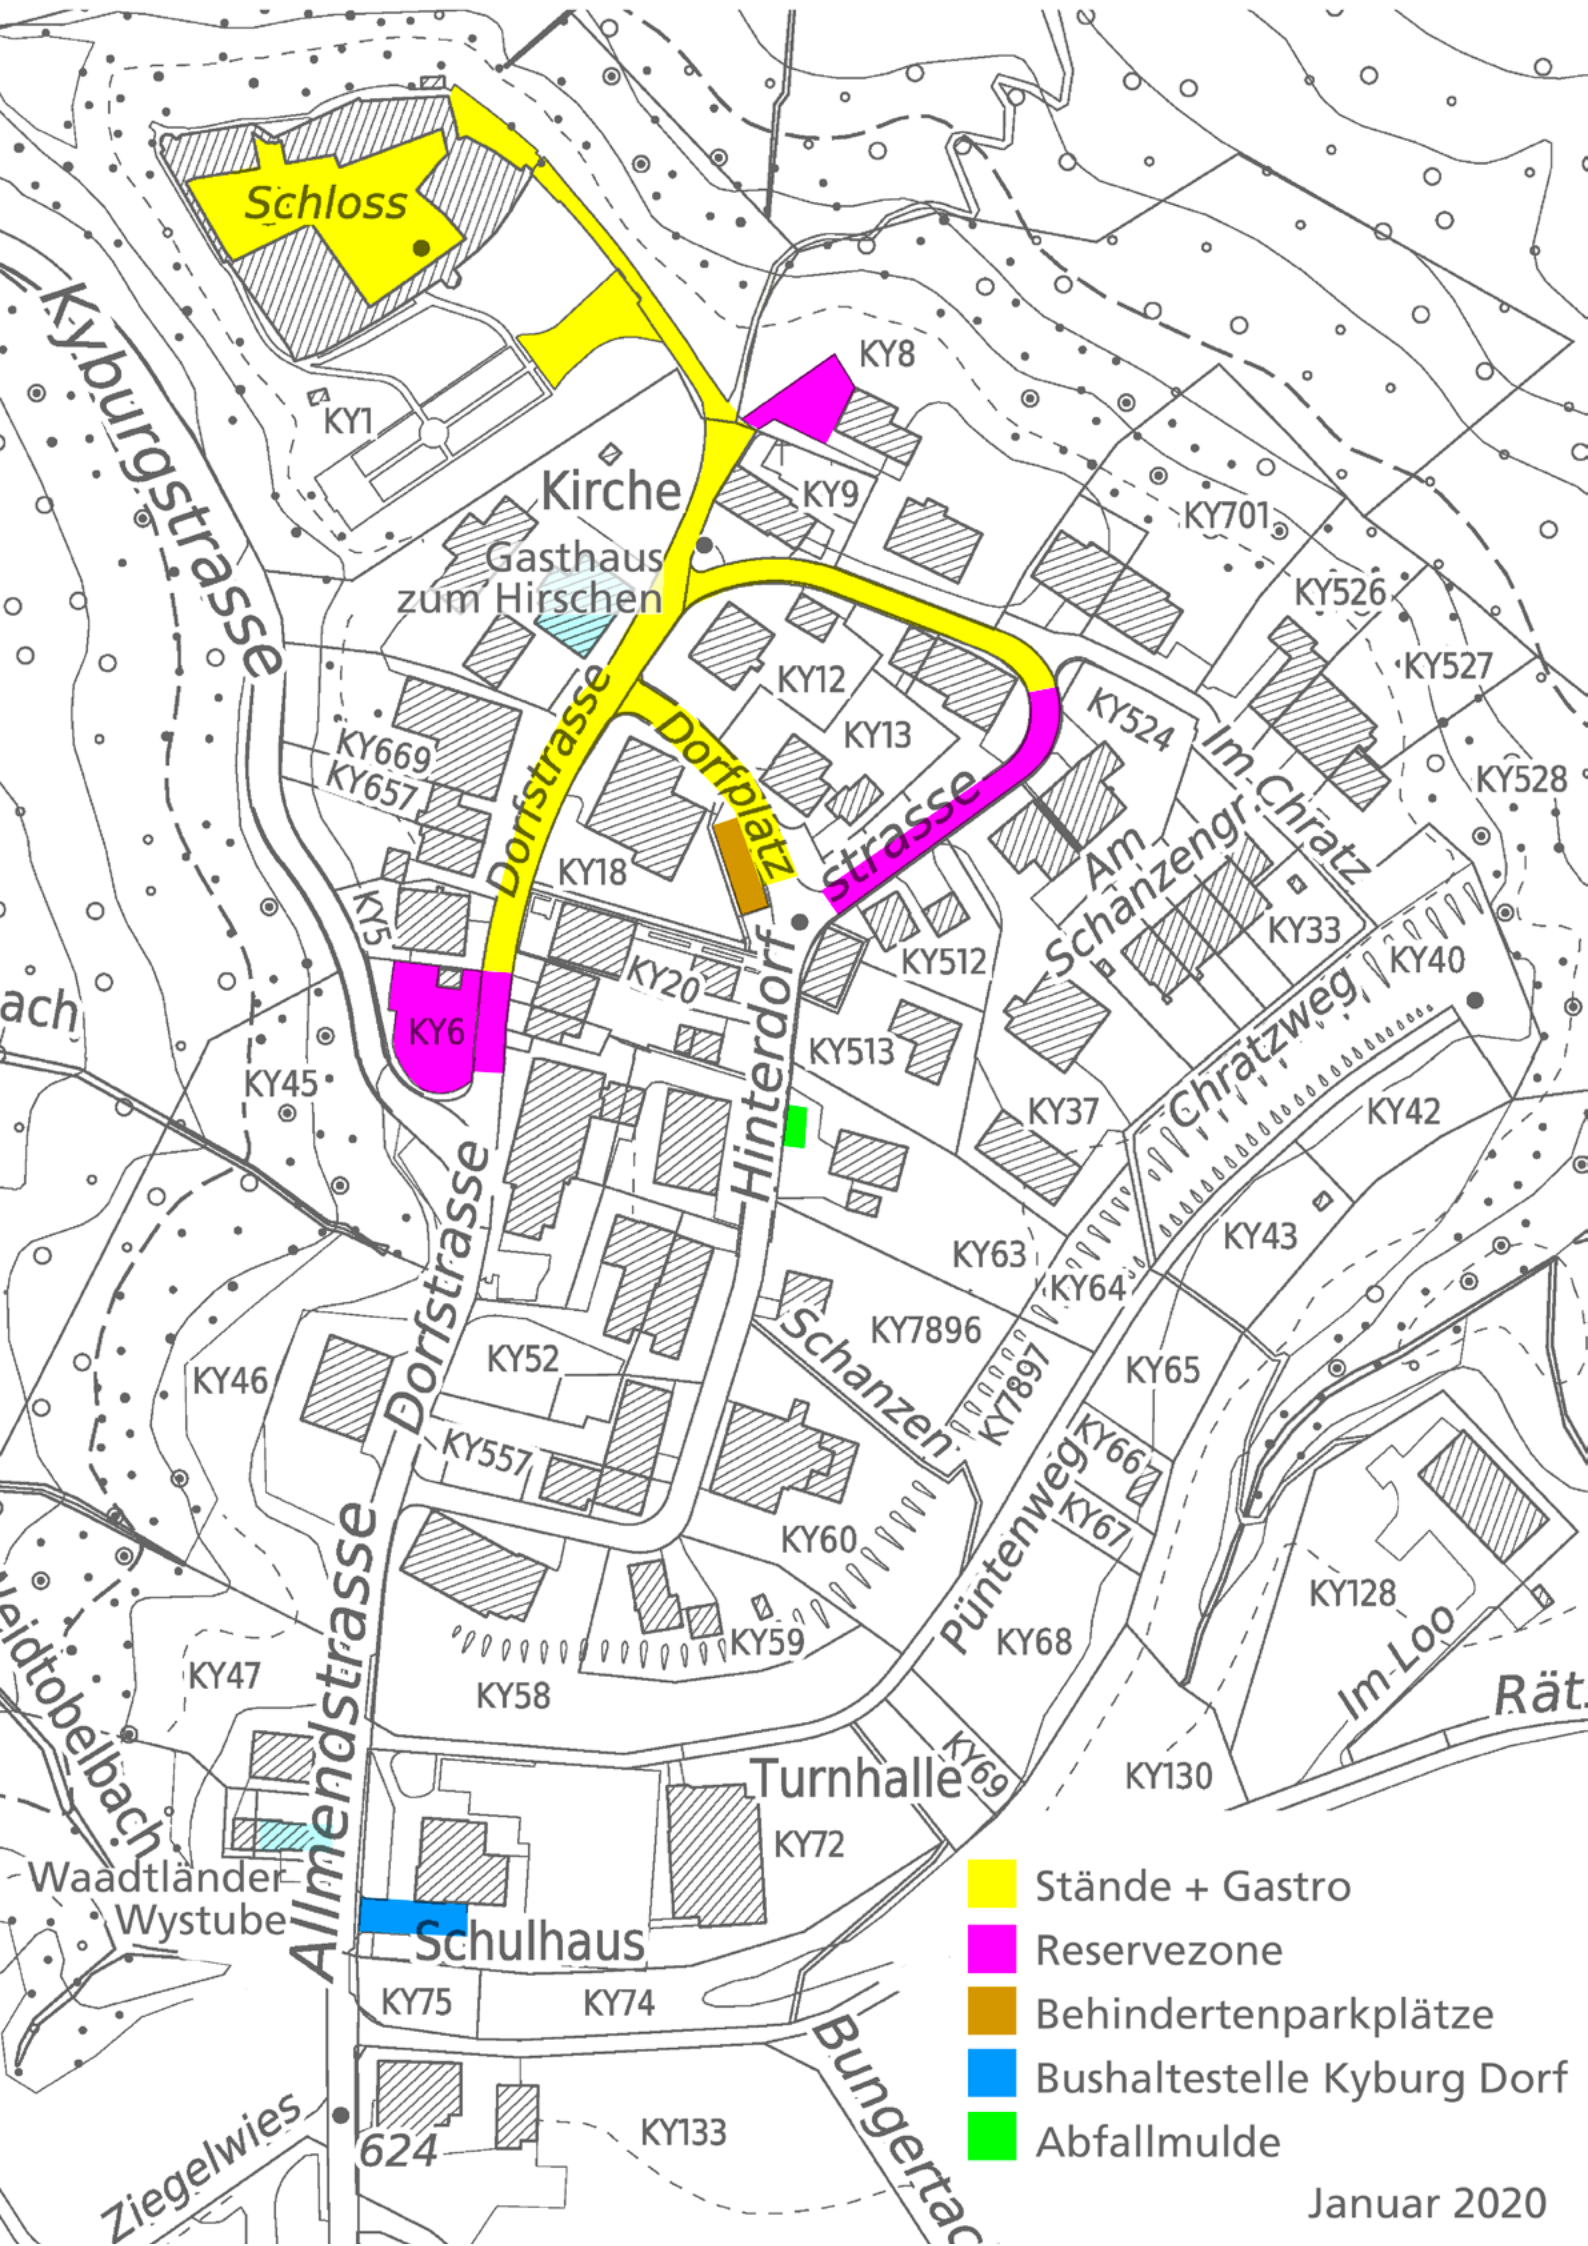 Schloss
KY8
KY1
Kyburgstrasse
Kirche
KY9
KY701
Gasthaus
zum Hirschen
KY526
KY527
KY12
KY524
KY13
Dorfstrasse
Dorfplatz
KY669
KY657
Im Chratz
KY528
strasse
Am
Schanzengr.
KY18
KY5
KY33
KY40
KY512
KY20
Hinterdorf
ach
KY6
KY513
Chratzweg
KY45
KY37
KY42
Dorfstrasse
KY63
KY43
KY64
Schanzen
KY7896
KY52
KY46
KY7897
KY65
KY557
KY66
KY67
Püntenweg
KY60
Allmendstrasse
KY128
KY59
KY68
Im Loo
KY47
KY58
Rät.
eidtobelbach
Turnhalle
KY69
KY130
KY72
Waadtländer
Wystube
Schulhaus
KY75
KY74
Bungertac
Ziegelwies
624
KY133
Stände + Gastro
Reservezone
Behindertenparkplätze
Bushaltestelle Kyburg Dorf
Abfallmulde
Januar 2020